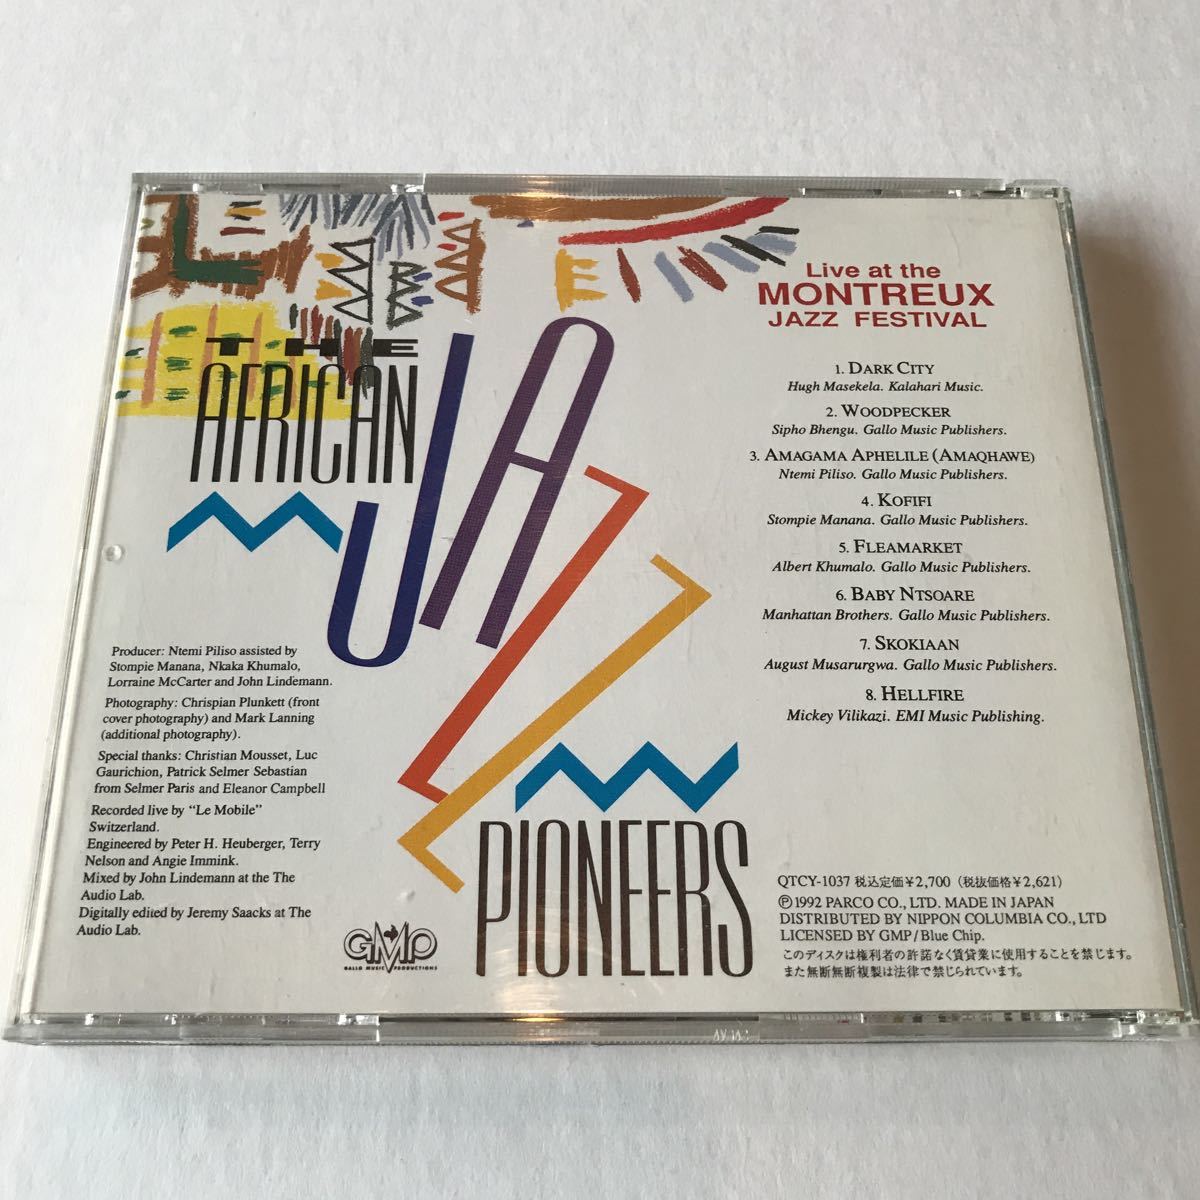 THE
AFRICAN
JAZZ
PIONEERS
Live at the
MONTREUX
JAZZ FESTIVAL
1. DARK CITY
Hugh Masekela. Kalahari Music.
2. WOODPECKER
Sipho Bhengu. Gallo Music Publishers.
3. AMAGAMA APHELILE (AMAQHAWE)
Ntemi Piliso. Gallo Music Publishers.
4. KOFIFI
Stompie Manana. Gallo Music Publishers.
5. FLEAMARKET
Albert Khumalo. Gallo Music Publishers.
6. BABY NTSOARE
Manhattan Brothers. Gallo Music Publishers.
7. SKOKIAAN
August Musarurgwa. Gallo Music Publishers.
8. HELLFIRE
Mickey Vilikazi. EMI Music Publishing.
Producer: Ntemi Piliso assisted by
Stompie Manana, Nkaka Khumalo,
Lorraine McCarter and John Lindemann.
Photography: Chrispian Plunkett (front
cover photography) and Mark Lanning
(additional photography).
Special thanks: Christian Mousset, Luc
Gaurichion, Patrick Selmer Sebastian
from Selmer Paris and Eleanor Campbell
Recorded live by "Le Mobile"
Switzerland.
Engineered by Peter H. Heuberger, Terry
Nelson and Angie Immink.
Mixed by John Lindemann at the The
Audio Lab.
Digitally edited by Jeremy Saacks at The
Audio Lab.
GMP
GALLO MUSIC PRODUCTIONS
QTCY-1037 税込定価¥2,700（税抜価格¥2,621）
Ⓟ1992 PARCO CO., LTD. MADE IN JAPAN
DISTRIBUTED BY NIPPON COLUMBIA CO., LTD
LICENSED BY GMP/Blue Chip.
このディスクは権利者の許諾なく賃貸業に使用することを禁じます。
また無断無断複製は法律で禁じられています。